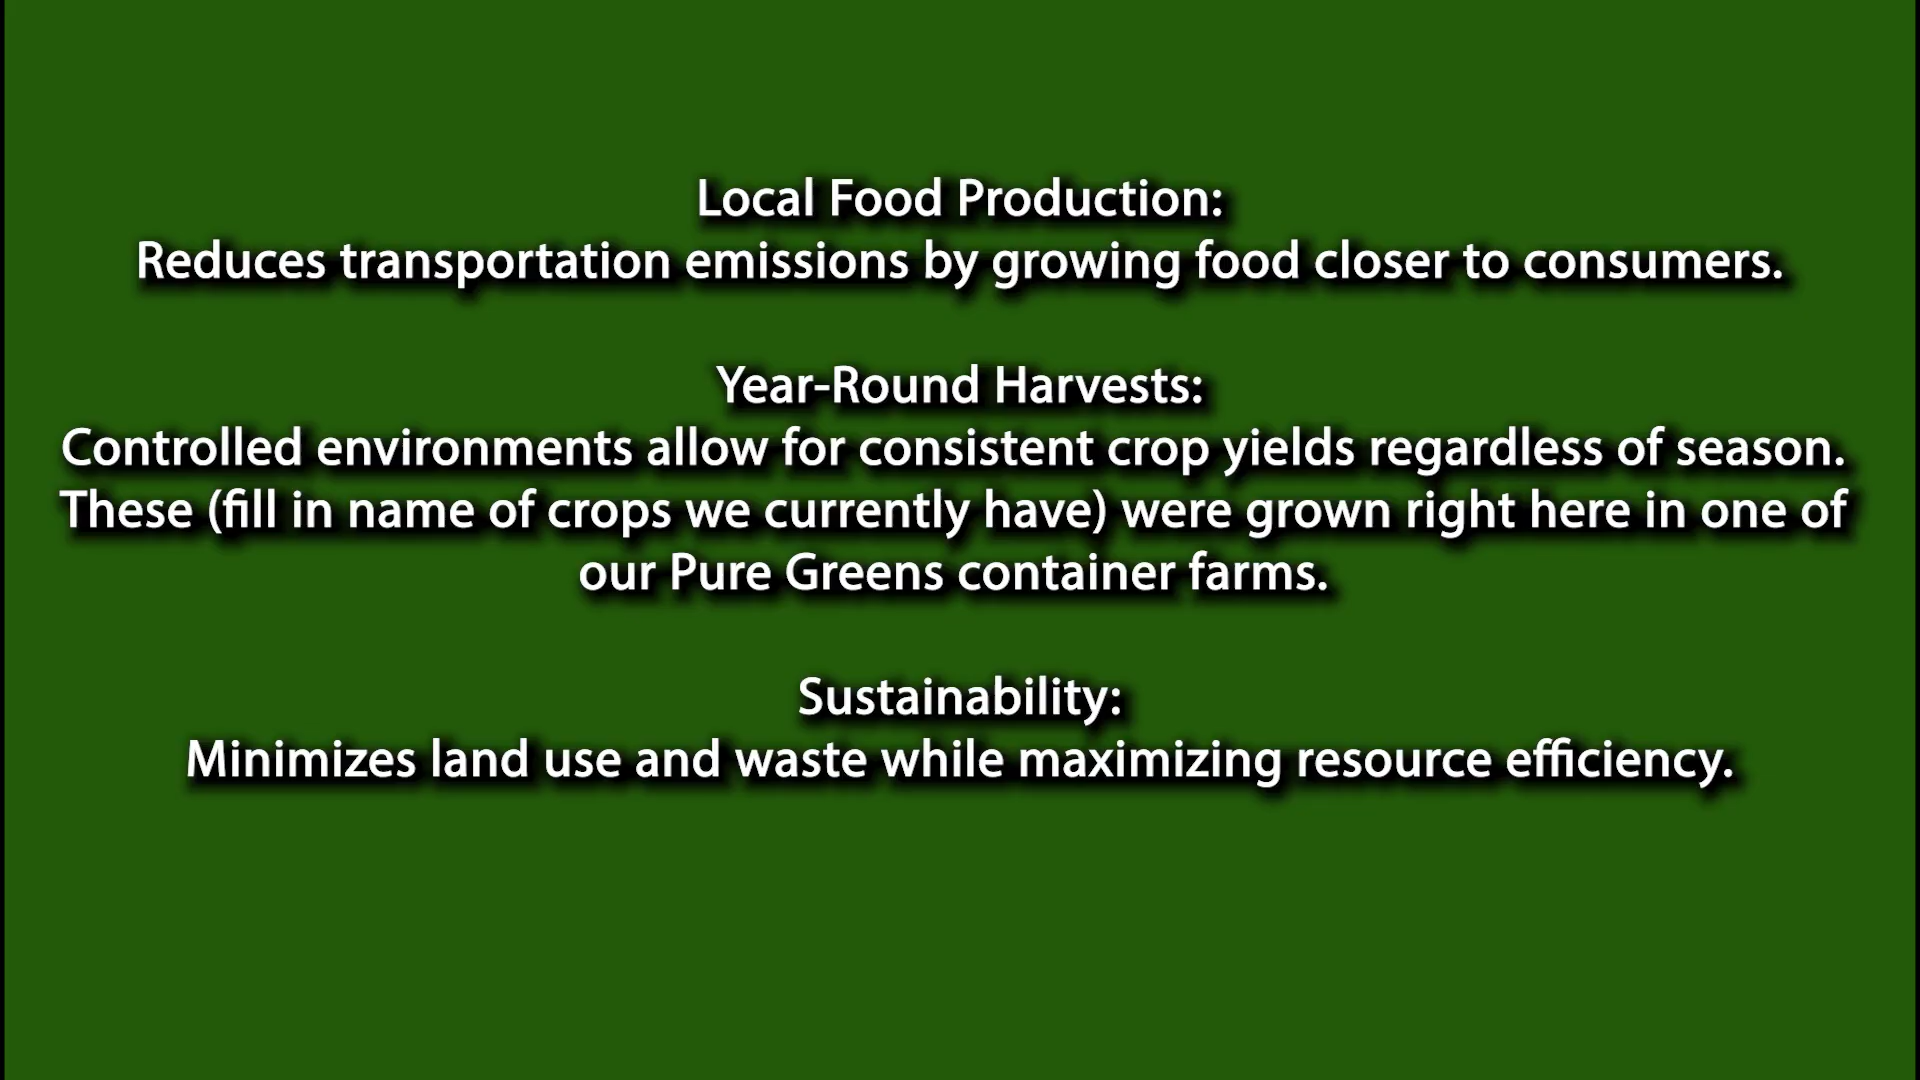 Local Food Production:
Reduces transportation emissions by growing food closer to consumers.
Year-Round Harvests:
Controlled environments allow for consistent crop yields regardless of season.
These (fill in name of crops we currently have) were grown right here in one of
our Pure Greens container farms.
Sustainability:
Minimizes land use and waste while maximizing resource efficiency.